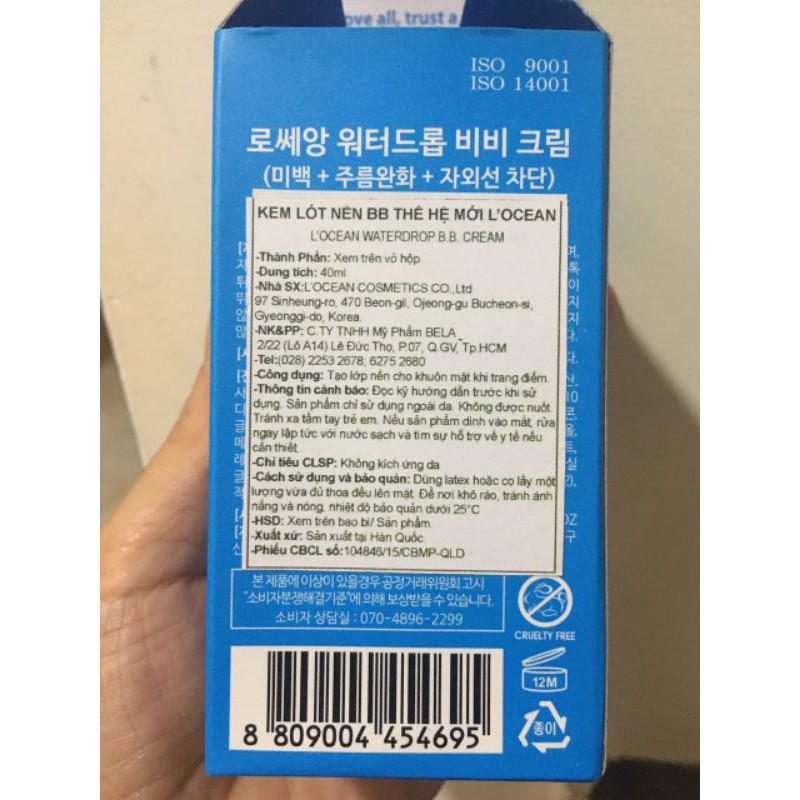 ove all, trust a
ISO 9001
ISO 14001
로쎄앙 워터드롭 비비 크림
(미백 + 주름완화 + 자외선 차단)
KEM LÓT NỀN BB THẾ HỆ MỚI L'OCEAN
L'OCEAN WATERDROP B.B. CREAM
-Thành Phần: Xem trên vỏ hộp
-Dung tích: 40ml
-Nhà SX:L'OCEAN COSMETICS CO.,Ltd
97 Sinheung-ro, 470 Beon-gil, Ojeong-gu Bucheon-si,
Gyeonggi-do, Korea.
-NK&PP: C.TY TNHH Mỹ Phẩm BELA
2/22 (Lô A14) Lê Đức Thọ, P.07, Q.GV, Tp.HCM
-Tel:(028) 2253 2678; 6275 2680
-Công dụng: Tạo lớp nền cho khuôn mặt khi trang điểm.
-Thông tin cảnh báo: Đọc kỹ hướng dẫn trước khi sử
dụng. Sản phẩm chỉ sử dụng ngoài da. Không được nuốt.
Tránh xa tầm tay trẻ em. Nếu sản phẩm dính vào mắt, rửa
ngay lập tức với nước sạch và tìm sự hỗ trợ về y tế nếu
cần thiết.
-Chỉ tiêu CLSP: Không kích ứng da
-Cách sử dụng và bảo quản: Dùng latex hoặc cọ lấy một
lượng vừa đủ thoa đều lên mặt. Để nơi khô ráo, tránh ánh
nắng và nóng, nhiệt độ bảo quản dưới 25°C
-HSD: Xem trên bao bì/ Sản phẩm.
-Xuất xứ: Sản xuất tại Hàn Quốc.
-Phiếu CBCL số:104846/15/CBMP-QLD
본 제품에 이상이 있을경우 공정거래위원회 고시
"소비자분쟁해결기준"에 의해 보상받을 수 있습니다.
소비자 상담실 : 070-4896-2299
CRUELTY FREE
12M
종이
8 809004 454695